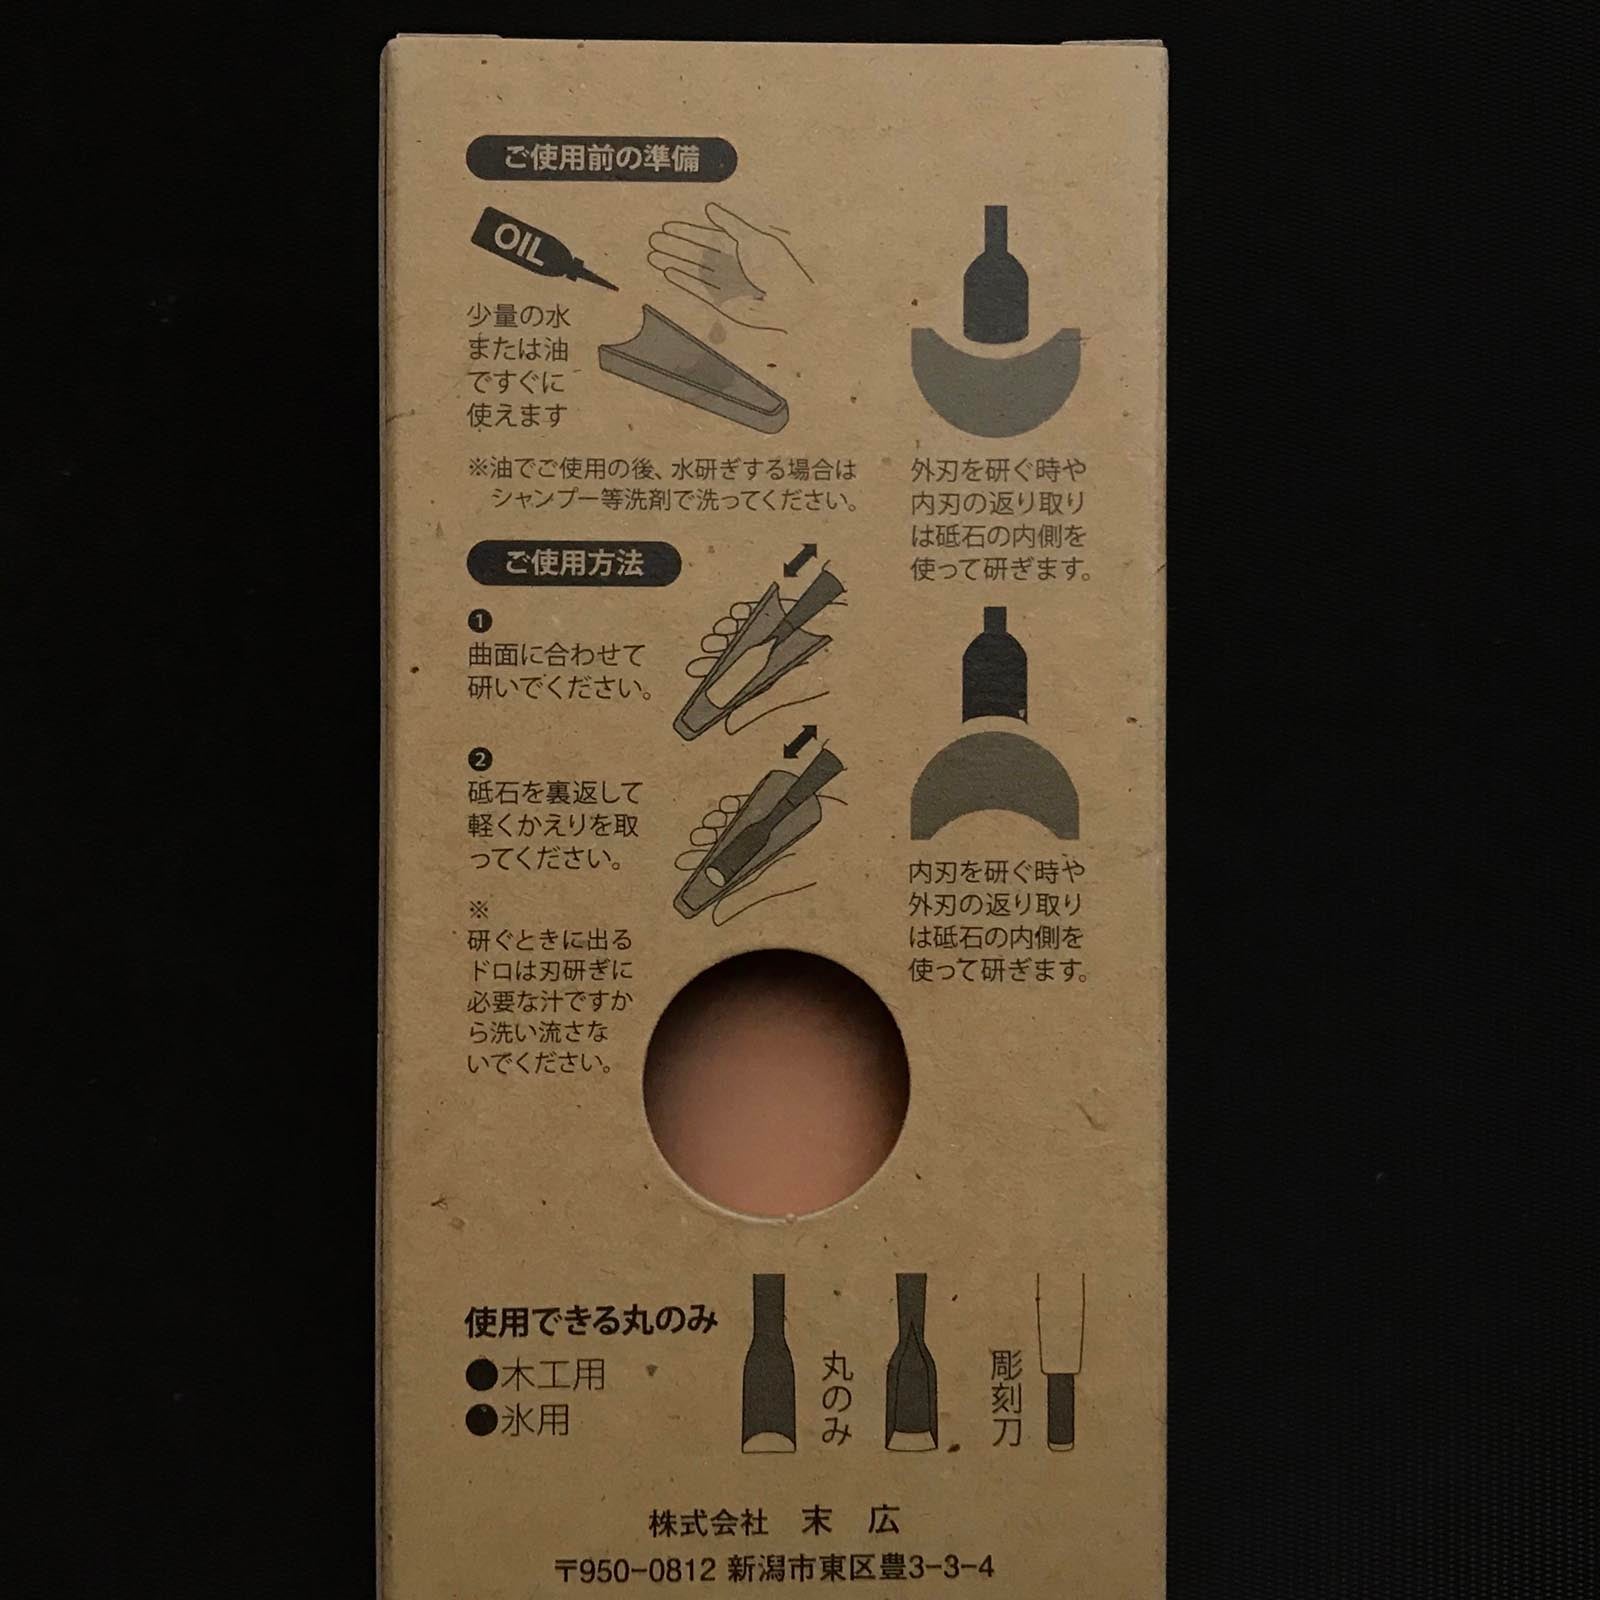 ご使用前の準備
OIL
少量の水
または油
ですぐに
使えます
※油でご使用の後、水研ぎする場合は
シャンプー等洗剤で洗ってください。
外刃を研ぐ時や
内刃の返り取り
は砥石の内側を
使って研ぎます。
ご使用方法
1
曲面に合わせて
研いでください。
2
砥石を裏返して
軽くかえりを取
ってください。
※
研ぐときに出る
ドロは刃研ぎに
必要な汁ですか
ら洗い流さな
いでください。
内刃を研ぐ時や
外刃の返り取り
は砥石の内側を
使って研ぎます。
使用できる丸のみ
●木工用
●氷用
丸のみ
彫刻刀
株式会社 末 広
〒950-0812 新潟市東区豊3-3-4